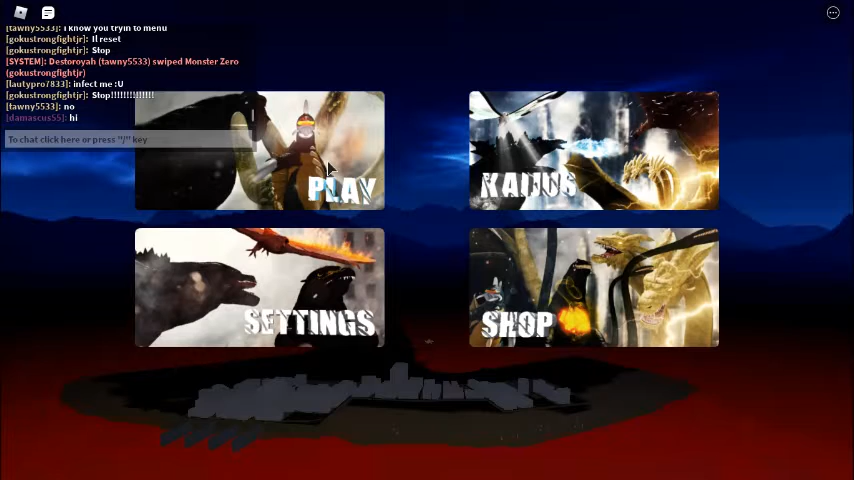 [tawny5533]: I know you tryin to menu
[gokustrongfightjr]: Il reset
[gokustrongfightjr]: Stop
[SYSTEM]: Destoroyah (tawny5533) swiped Monster Zero
(gokustrongfightjr)
[lautypro7833]: infect me :U
[gokustrongfightjr]: Stop!!!!!!!!!!!!!!
[tawny5533]: no
[damascus55]: hi
To chat click here or press "/" key
PLAY
KAIJUS
SETTINGS
SHOP